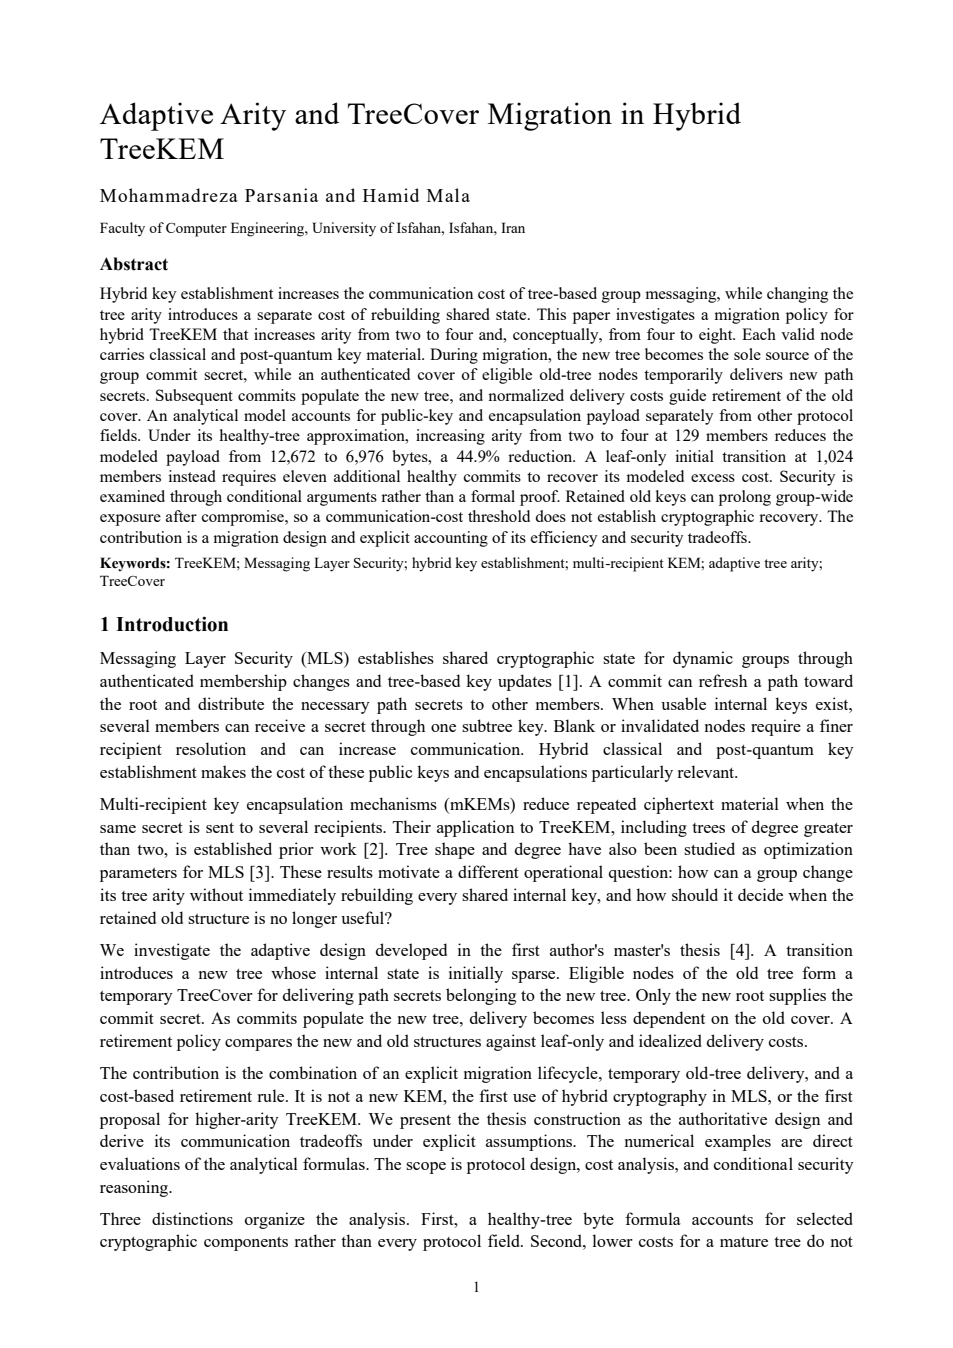 Adaptive Arity and TreeCover Migration in Hybrid
TreeKEM
Mohammadreza Parsania and Hamid Mala
Faculty of Computer Engineering, University of Isfahan, Isfahan, Iran
Abstract
Hybrid key establishment increases the communication cost of tree-based group messaging, while changing the
tree arity introduces a separate cost of rebuilding shared state. This paper investigates a migration policy for
hybrid TreeKEM that increases arity from two to four and, conceptually, from four to eight. Each valid node
carries classical and post-quantum key material. During migration, the new tree becomes the sole source of the
group commit secret, while an authenticated cover of eligible old-tree nodes temporarily delivers new path
secrets. Subsequent commits populate the new tree, and normalized delivery costs guide retirement of the old
cover. An analytical model accounts for public-key and encapsulation payload separately from other protocol
fields. Under its healthy-tree approximation, increasing arity from two to four at 129 members reduces the
modeled payload from 12,672 to 6,976 bytes, a 44.9% reduction. A leaf-only initial transition at 1,024
members instead requires eleven additional healthy commits to recover its modeled excess cost. Security is
examined through conditional arguments rather than a formal proof. Retained old keys can prolong group-wide
exposure after compromise, so a communication-cost threshold does not establish cryptographic recovery. The
contribution is a migration design and explicit accounting of its efficiency and security tradeoffs.
Keywords: TreeKEM; Messaging Layer Security; hybrid key establishment; multi-recipient KEM; adaptive tree arity;
TreeCover
1 Introduction
Messaging Layer Security (MLS) establishes shared cryptographic state for dynamic groups through
authenticated membership changes and tree-based key updates [1]. A commit can refresh a path toward
the root and distribute the necessary path secrets to other members. When usable internal keys exist,
several members can receive a secret through one subtree key. Blank or invalidated nodes require a finer
recipient resolution and can increase communication. Hybrid classical and post-quantum key
establishment makes the cost of these public keys and encapsulations particularly relevant.
Multi-recipient key encapsulation mechanisms (mKEMs) reduce repeated ciphertext material when the
same secret is sent to several recipients. Their application to TreeKEM, including trees of degree greater
than two, is established prior work [2]. Tree shape and degree have also been studied as optimization
parameters for MLS [3]. These results motivate a different operational question: how can a group change
its tree arity without immediately rebuilding every shared internal key, and how should it decide when the
retained old structure is no longer useful?
We investigate the adaptive design developed in the first author's master's thesis [4]. A transition
introduces a new tree whose internal state is initially sparse. Eligible nodes of the old tree form a
temporary TreeCover for delivering path secrets belonging to the new tree. Only the new root supplies the
commit secret. As commits populate the new tree, delivery becomes less dependent on the old cover. A
retirement policy compares the new and old structures against leaf-only and idealized delivery costs.
The contribution is the combination of an explicit migration lifecycle, temporary old-tree delivery, and a
cost-based retirement rule. It is not a new KEM, the first use of hybrid cryptography in MLS, or the first
proposal for higher-arity TreeKEM. We present the thesis construction as the authoritative design and
derive its communication tradeoffs under explicit assumptions. The numerical examples are direct
evaluations of the analytical formulas. The scope is protocol design, cost analysis, and conditional security
reasoning.
Three distinctions organize the analysis. First, a healthy-tree byte formula accounts for selected
cryptographic components rather than every protocol field. Second, lower costs for a mature tree do not
1